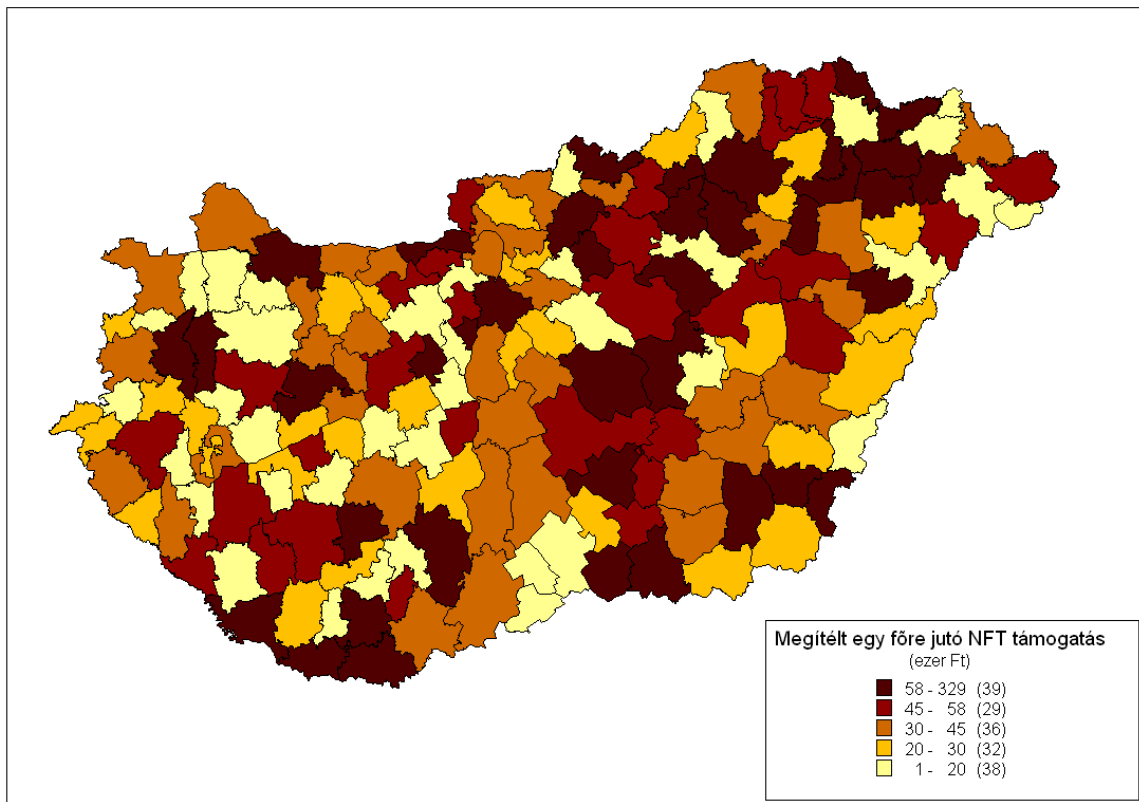 Megítélt egy főre jutó NFT támogatás
(ezer Ft)
58 - 329 (39)
45 - 58 (29)
30 - 45 (36)
20 - 30 (32)
1 - 20 (38)